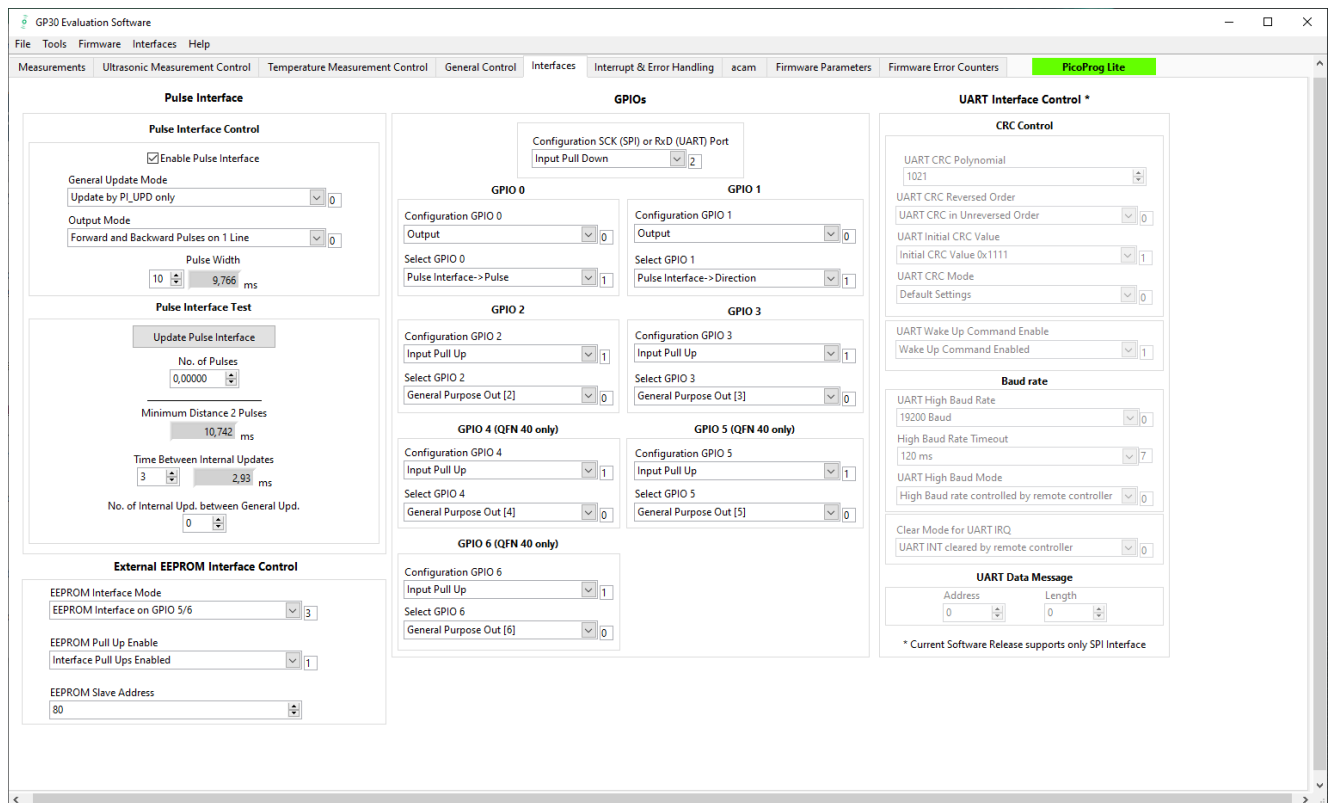 GP30 Evaluation Software
File Tools Firmware Interfaces Help
Measurements Ultrasonic Measurement Control Temperature Measurement Control General Control Interfaces Interrupt & Error Handling acam Firmware Parameters Firmware Error Counters PicoProg Lite
Pulse Interface
Pulse Interface Control
Enable Pulse Interface
General Update Mode
Update by PI_UPD only 0
Output Mode
Forward and Backward Pulses on 1 Line 0
Pulse Width
10 9,766 ms
Pulse Interface Test
Update Pulse Interface
No. of Pulses
0,00000
Minimum Distance 2 Pulses
10,742 ms
Time Between Internal Updates
3 2,93 ms
No. of Internal Upd. between General Upd.
0
External EEPROM Interface Control
EEPROM Interface Mode
EEPROM Interface on GPIO 5/6 3
EEPROM Pull Up Enable
Interface Pull Ups Enabled 1
EEPROM Slave Address
80
GPIOs
Configuration SCK (SPI) or RxD (UART) Port
Input Pull Down 2
GPIO 0
Configuration GPIO 0
Output 0
Select GPIO 0
Pulse Interface->Pulse 1
GPIO 1
Configuration GPIO 1
Output 0
Select GPIO 1
Pulse Interface->Direction 1
GPIO 2
Configuration GPIO 2
Input Pull Up 1
Select GPIO 2
General Purpose Out [2] 0
GPIO 3
Configuration GPIO 3
Input Pull Up 1
Select GPIO 3
General Purpose Out [3] 0
GPIO 4 (QFN 40 only)
Configuration GPIO 4
Input Pull Up 1
Select GPIO 4
General Purpose Out [4] 0
GPIO 5 (QFN 40 only)
Configuration GPIO 5
Input Pull Up 1
Select GPIO 5
General Purpose Out [5] 0
GPIO 6 (QFN 40 only)
Configuration GPIO 6
Input Pull Up 1
Select GPIO 6
General Purpose Out [6] 0
UART Interface Control *
CRC Control
UART CRC Polynomial
1021
UART CRC Reversed Order
UART CRC in Unreversed Order 0
UART Initial CRC Value
Initial CRC Value 0x1111 1
UART CRC Mode
Default Settings 0
UART Wake Up Command Enable
Wake Up Command Enabled 1
Baud rate
UART High Baud Rate
19200 Baud 0
High Baud Rate Timeout
120 ms 7
UART High Baud Mode
High Baud rate controlled by remote controller 0
Clear Mode for UART IRQ
UART INT cleared by remote controller 0
UART Data Message
Address Length
0 0
* Current Software Release supports only SPI Interface